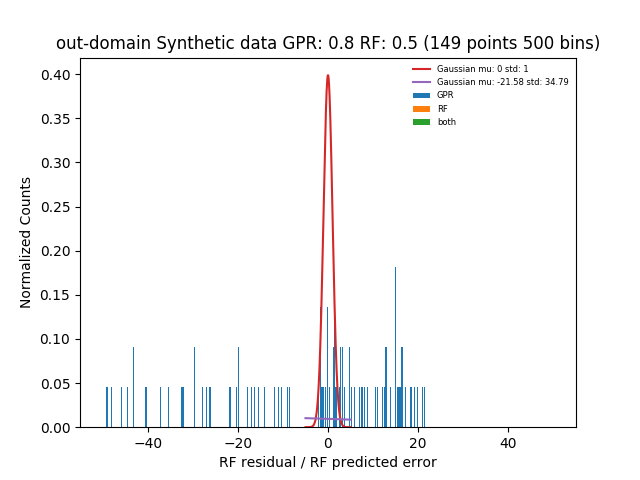 out-domain Synthetic data GPR: 0.8 RF: 0.5 (149 points 500 bins)
Gaussian mu: 0 std: 1
Gaussian mu: -21.58 std: 34.79
GPR
RF
both
Normalized Counts
0.40
0.35
0.30
0.25
0.20
0.15
0.10
0.05
0.00
−40
−20
0
20
40
RF residual / RF predicted error